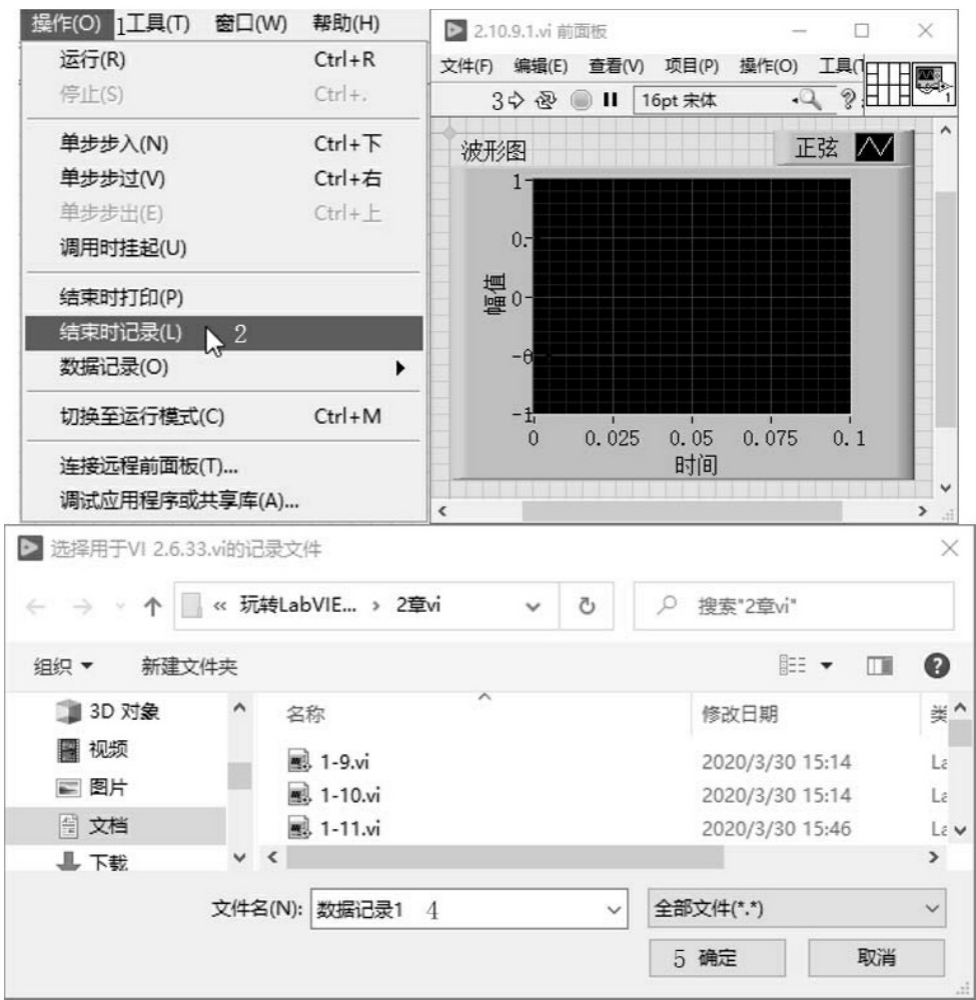 操作(O) 1工具(T) 窗口(W) 帮助(H)
运行(R) Ctrl+R
停止(S) Ctrl+.
单步步入(N) Ctrl+下
单步步过(V) Ctrl+右
单步步出(E) Ctrl+上
调用时挂起(U)
结束时打印(P)
结束时记录(L) 2
数据记录(O)
切换至运行模式(C) Ctrl+M
连接远程前面板(T)...
调试应用程序或共享库(A)...
2.10.9.1.vi 前面板
文件(F) 编辑(E) 查看(V) 项目(P) 操作(O) 工具(T
3 16pt 宋体 ? 1
波形图 正弦
1
0.
幅值
0
-0
-1
0 0.025 0.05 0.075 0.1
时间
选择用于VI 2.6.33.vi的记录文件
« 玩转LabVIE... › 2章vi 搜索"2章vi"
组织 新建文件夹 ?
3D 对象
视频
图片
文档
下载
名称 修改日期 类
1-9.vi 2020/3/30 15:14 La
1-10.vi 2020/3/30 15:14 La
1-11.vi 2020/3/30 15:46 La
文件名(N): 数据记录1 4 全部文件(*.*)
5 确定 取消